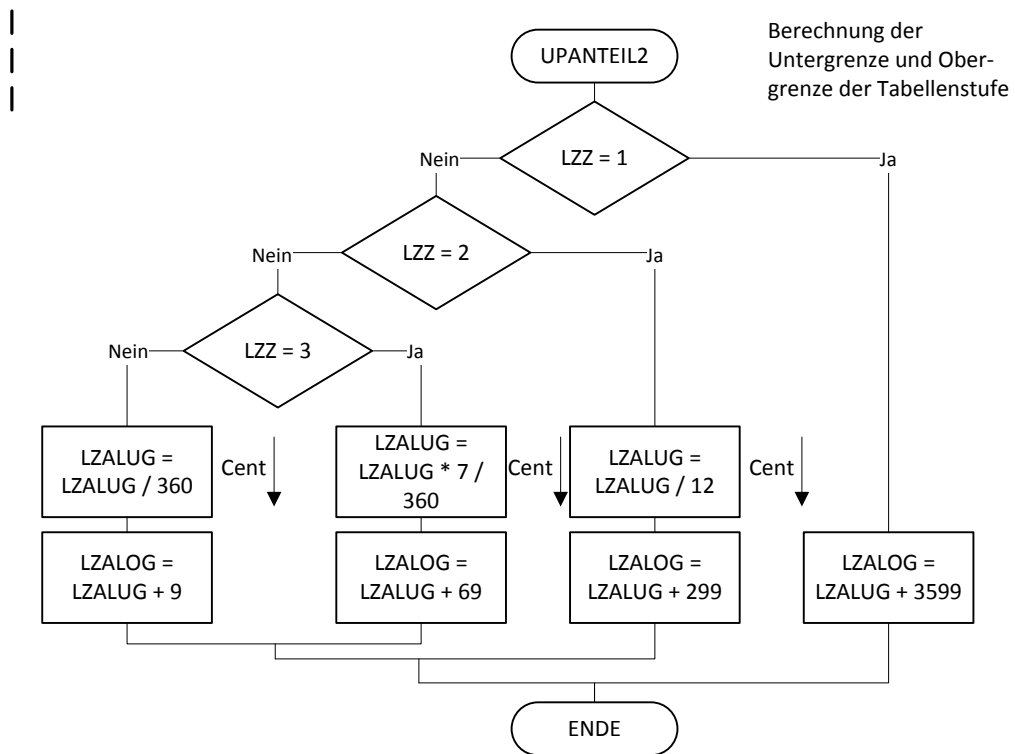 Berechnung der
Untergrenze und Ober-
grenze der Tabellenstufe
UPANTEIL2
LZZ = 1
Nein
Ja
LZZ = 2
Nein
Ja
LZZ = 3
Nein
Ja
LZALUG =
LZALUG / 360
Cent
LZALUG =
LZALUG * 7 /
360
Cent
LZALUG =
LZALUG / 12
Cent
LZALOG =
LZALUG + 9
LZALOG =
LZALUG + 69
LZALOG =
LZALUG + 299
LZALOG =
LZALUG + 3599
ENDE